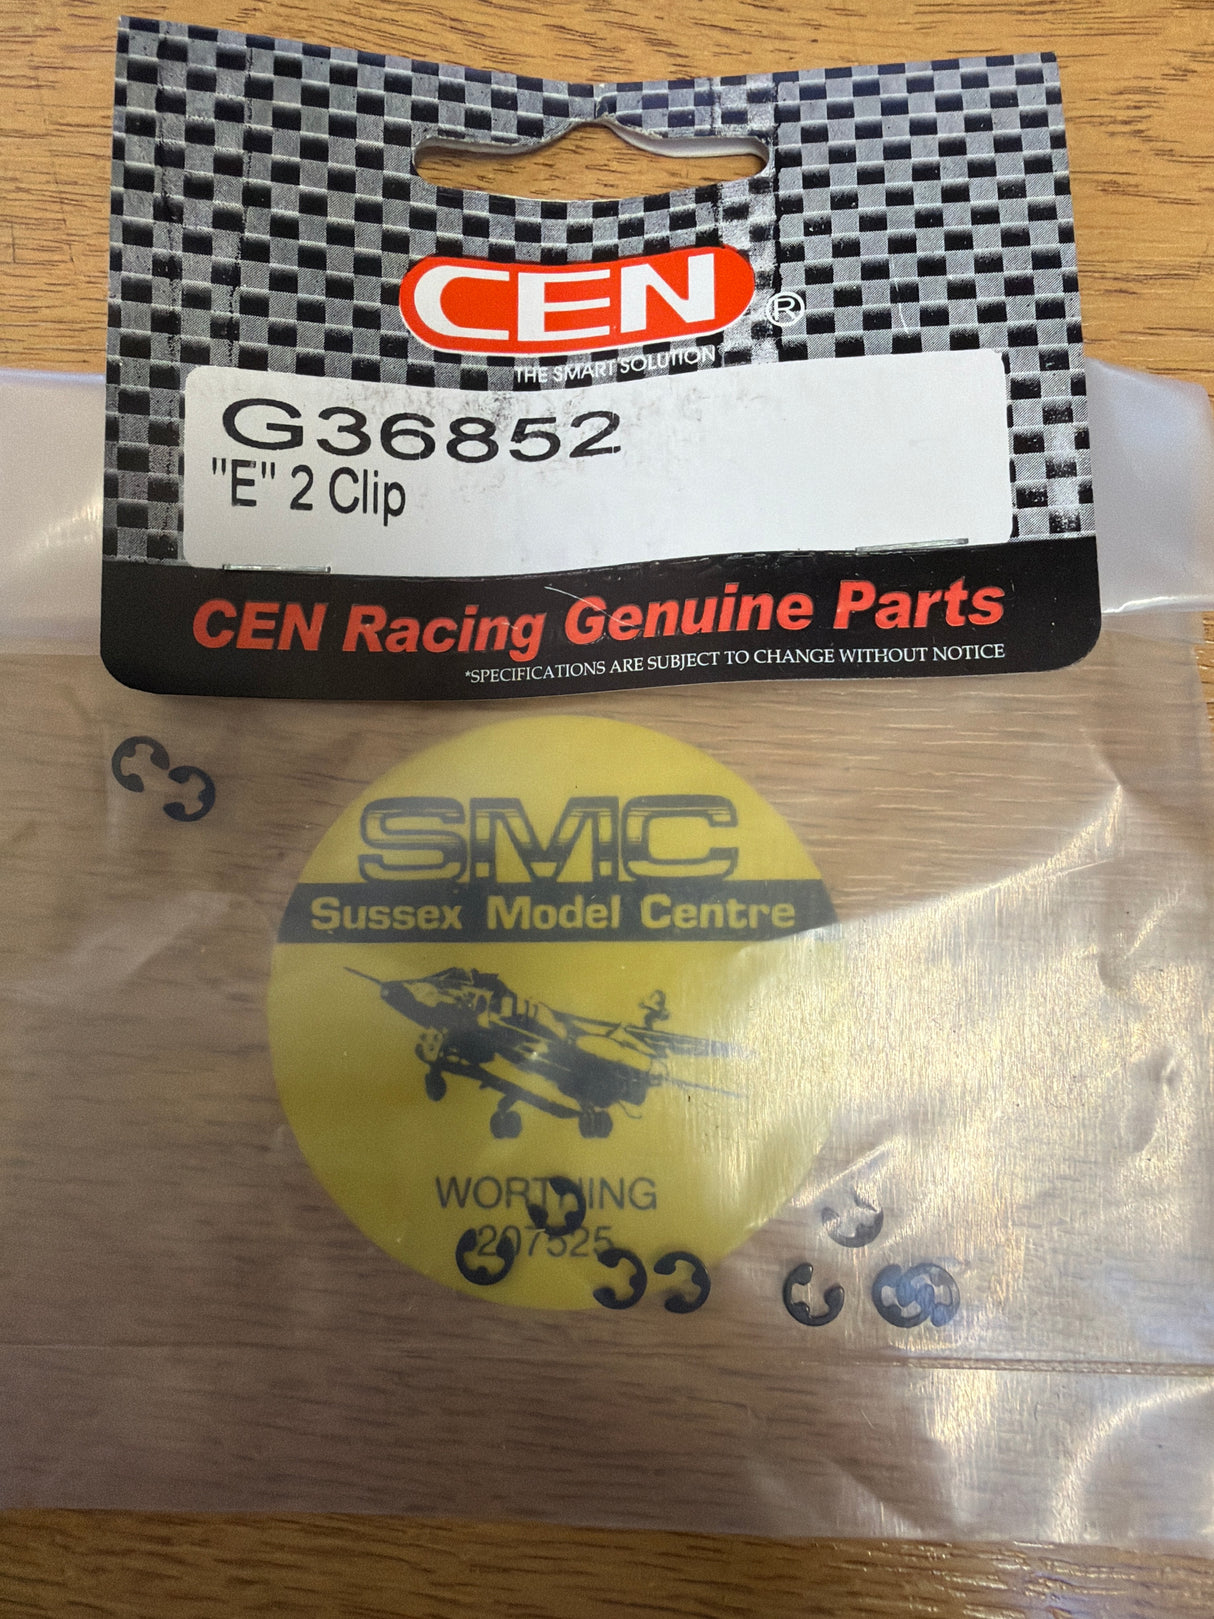 CEN®
THE SMART SOLUTION
G36852
"E" 2 Clip
CEN Racing Genuine Parts
*SPECIFICATIONS ARE SUBJECT TO CHANGE WITHOUT NOTICE
SMC
Sussex Model Centre
WORTHING
207525